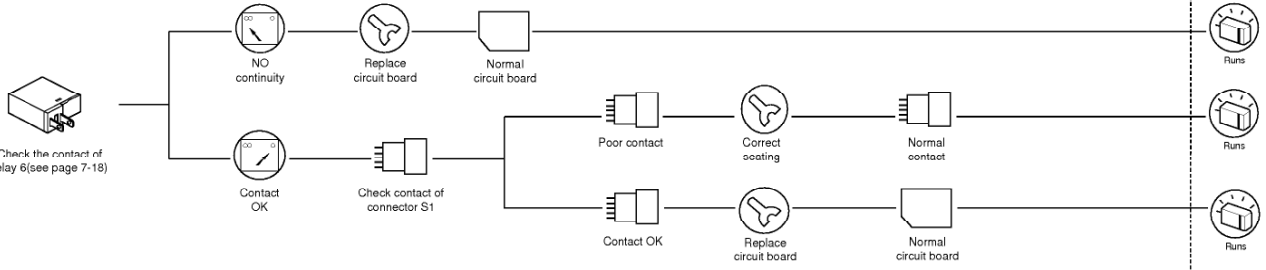 NO
continuity
Replace
circuit board
Normal
circuit board
Runs
Check the contact of
elay 6(see page 7-18)
Contact
OK
Check contact of
connector S1
Poor contact
Correct
seating
Normal
contact
Runs
Contact OK
Replace
circuit board
Normal
circuit board
Runs